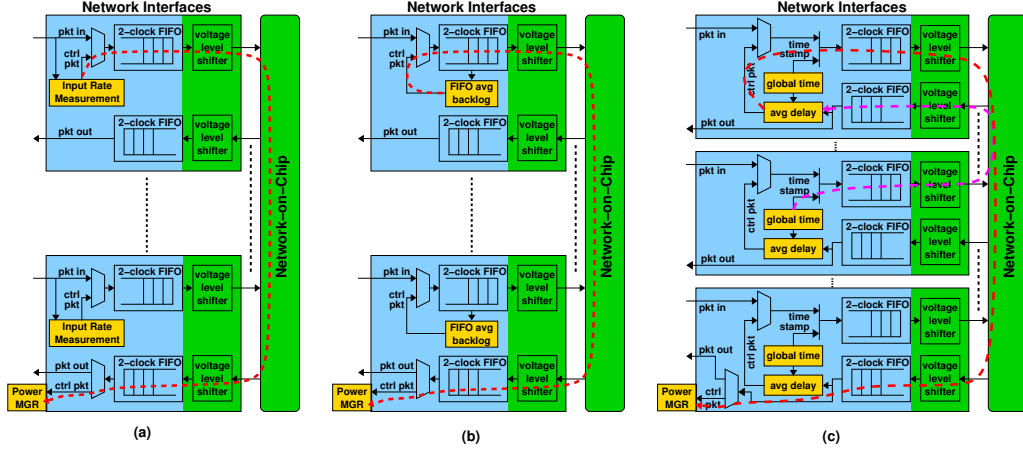 Network Interfaces
pkt in
ctrl
pkt
2-clock FIFO
voltage
level
shifter
Input Rate
Measurement
pkt out
2-clock FIFO
voltage
level
shifter
pkt in
ctrl
pkt
2-clock FIFO
voltage
level
shifter
Input Rate
Measurement
pkt out
ctrl pkt
2-clock FIFO
voltage
level
shifter
Power
MGR
Network-on-Chip
(a)
Network Interfaces
pkt in
ctrl
pkt
2-clock FIFO
voltage
level
shifter
FIFO avg
backlog
pkt out
2-clock FIFO
voltage
level
shifter
pkt in
ctrl
pkt
2-clock FIFO
voltage
level
shifter
FIFO avg
backlog
pkt out
ctrl pkt
2-clock FIFO
voltage
level
shifter
Power
MGR
Network-on-Chip
(b)
Network Interfaces
pkt in
time
stamp
2-clock FIFO
voltage
level
shifter
ctrl pkt
global time
avg delay
2-clock FIFO
voltage
level
shifter
pkt out
pkt in
time
stamp
2-clock FIFO
voltage
level
shifter
ctrl pkt
global time
avg delay
2-clock FIFO
voltage
level
shifter
pkt out
pkt in
time
stamp
2-clock FIFO
voltage
level
shifter
ctrl pkt
global time
pkt out
avg delay
2-clock FIFO
voltage
level
shifter
Power
MGR
ctrl
pkt
Network-on-Chip
(c)